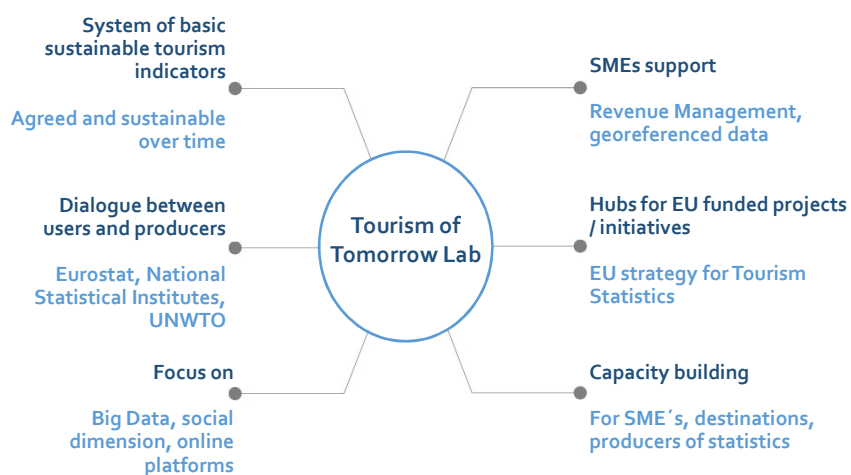 System of basic
sustainable tourism
indicators
Agreed and sustainable
over time
Dialogue between
users and producers
Eurostat, National
Statistical Institutes,
UNWTO
Focus on
Big Data, social
dimension, online
platforms
Tourism of
Tomorrow Lab
SMEs support
Revenue Management,
georeferenced data
Hubs for EU funded projects
/ initiatives
EU strategy for Tourism
Statistics
Capacity building
For SME´s, destinations,
producers of statistics